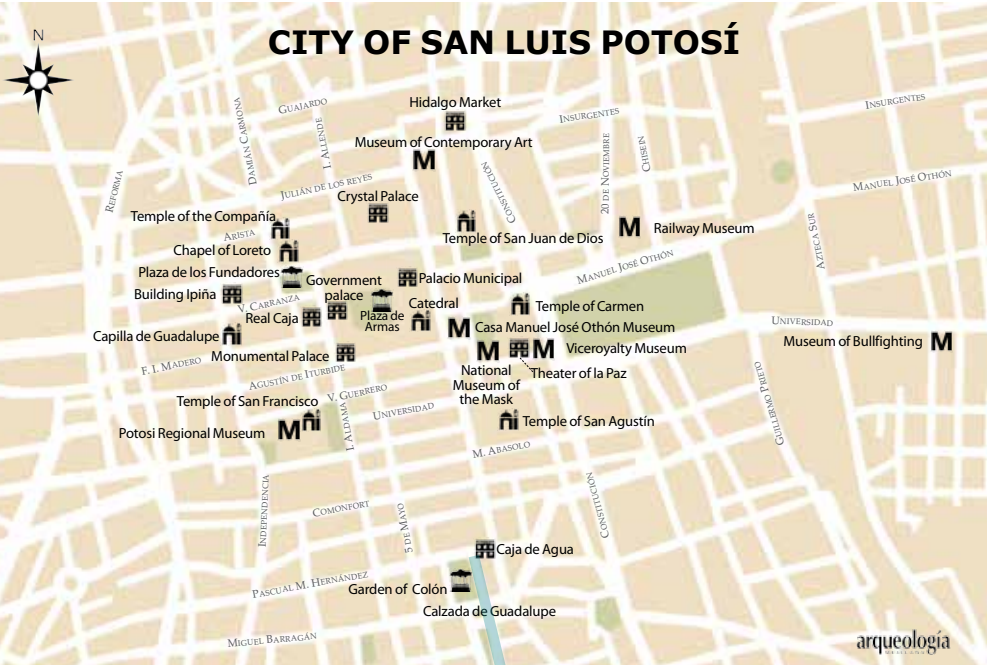 CITY OF SAN LUIS POTOSÍ
N
Hidalgo Market
GUAJARDO
INSURGENTES
INSURGENTES
DAMIÁN CARMONA
I. ALLENDE
Museum of Contemporary Art
M
20 DE NOVIEMBRE
CHISEN
CONSTITUCIÓN
REFORMA
JULIÁN DE LOS REYES
MANUEL JOSÉ OTHÓN
Crystal Palace
Temple of the Compañía
ARISTA
Temple of San Juan de Dios
M
Railway Museum
AZTECA SUR
Chapel of Loreto
Plaza de los Fundadores
Government
palace
Palacio Municipal
MANUEL JOSÉ OTHÓN
Building Ipiña
V. CARRANZA
Real Caja
Plaza de
Armas
Catedral
Temple of Carmen
M
Casa Manuel José Othón Museum
UNIVERSIDAD
Capilla de Guadalupe
Monumental Palace
M
M
Viceroyalty Museum
Museum of Bullfighting
M
F. I. MADERO
AGUSTÍN DE ITURBIDE
National
Museum of
the Mask
Theater of la Paz
GUILLERMO PRIETO
V. GUERRERO
Temple of San Francisco
I. ALDAMA
UNIVERSIDAD
Temple of San Agustín
Potosi Regional Museum
M
M. ABASOLO
INDEPENDENCIA
COMONFORT
5 DE MAYO
CONSTITUCION
Caja de Agua
PASCUAL M. HERNÁNDEZ
Garden of Colón
Calzada de Guadalupe
MIGUEL BARRAGÁN
arqueología